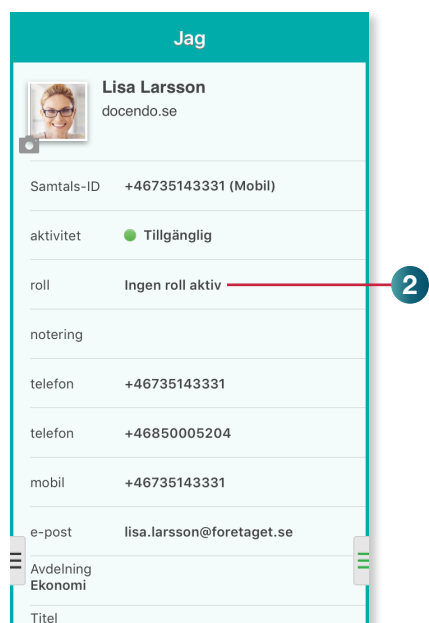 Jag
Lisa Larsson
docendo.se
Samtals-ID +46735143331 (Mobil)
aktivitet Tillgänglig
roll Ingen roll aktiv
2
notering
telefon +46735143331
telefon +46850005204
mobil +46735143331
e-post lisa.larsson@foretaget.se
Avdelning
Ekonomi
Titel